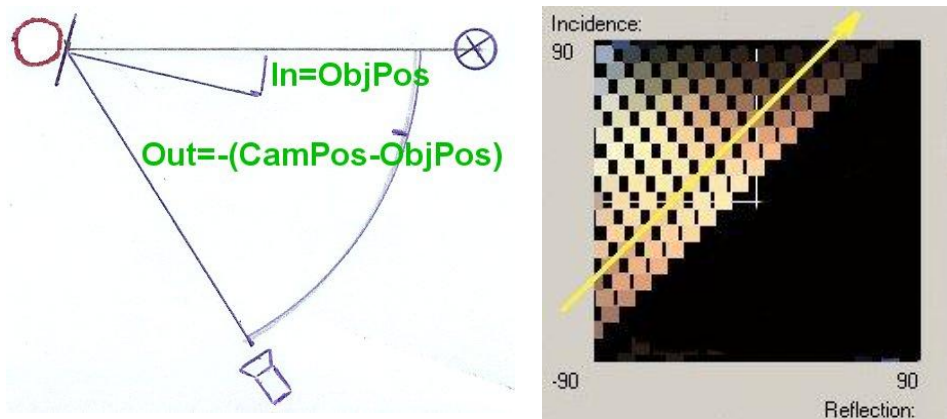 In=ObjPos
Out=-(CamPos-ObjPos)
Incidence:
90
-90
90
Reflection: